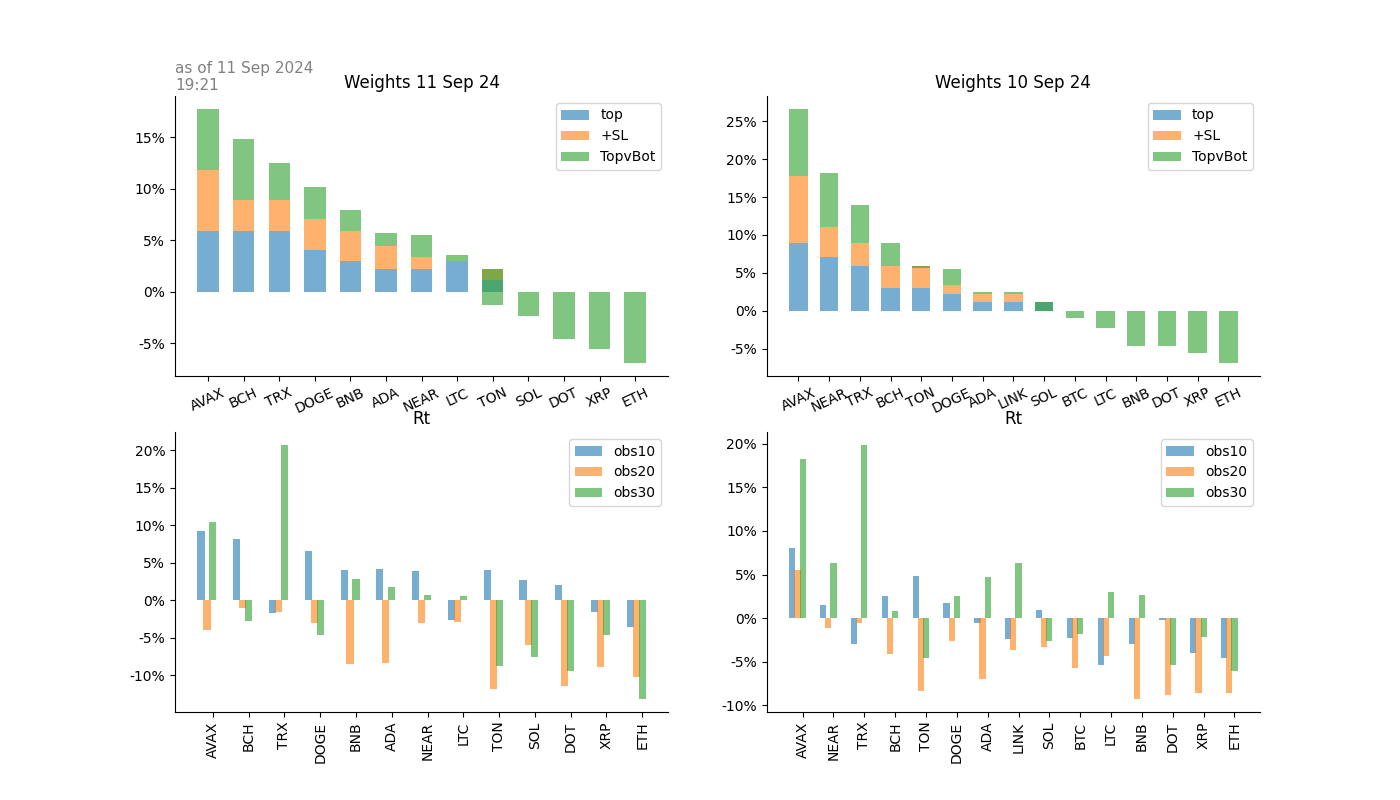 as of 11 Sep 2024
19:21
Weights 11 Sep 24
top
+SL
TopvBot
15%
10%
5%
0%
-5%
AVAX BCH TRX DOGE BNB ADA NEAR LTC TON SOL DOT XRP ETH
Weights 10 Sep 24
top
+SL
TopvBot
25%
20%
15%
10%
5%
0%
-5%
AVAX NEAR TRX BCH TON DOGE ADA LINK SOL BTC LTC BNB DOT XRP ETH
Rt
obs10
obs20
obs30
20%
15%
10%
5%
0%
-5%
-10%
AVAX BCH TRX DOGE BNB ADA NEAR LTC TON SOL DOT XRP ETH
Rt
obs10
obs20
obs30
20%
15%
10%
5%
0%
-5%
-10%
AVAX NEAR TRX BCH TON DOGE ADA LINK SOL BTC LTC BNB DOT XRP ETH